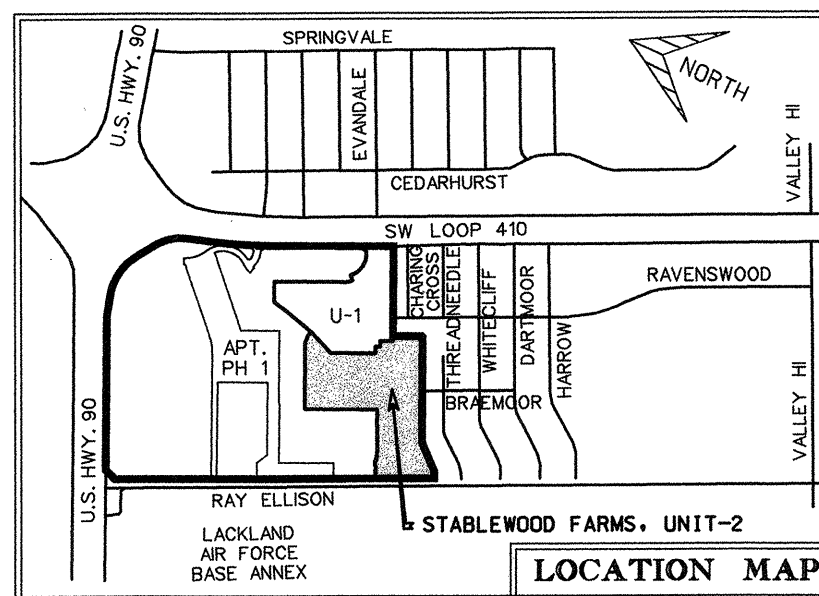 SPRINGVALE
U.S. HWY. 90
EVANDALE
NORTH
VALLEY HI
CEDARHURST
SW LOOP 410
CHARING
CROSS
THREADNEEDLE
WHITECLIFF
DARTMOOR
HARROW
RAVENSWOOD
U-1
APT.
PH 1
BRAEMOOR
VALLEY HI
U.S. HWY. 90
RAY ELLISON
STABLEWOOD FARMS, UNIT-2
LACKLAND
AIR FORCE
BASE ANNEX
LOCATION MAP